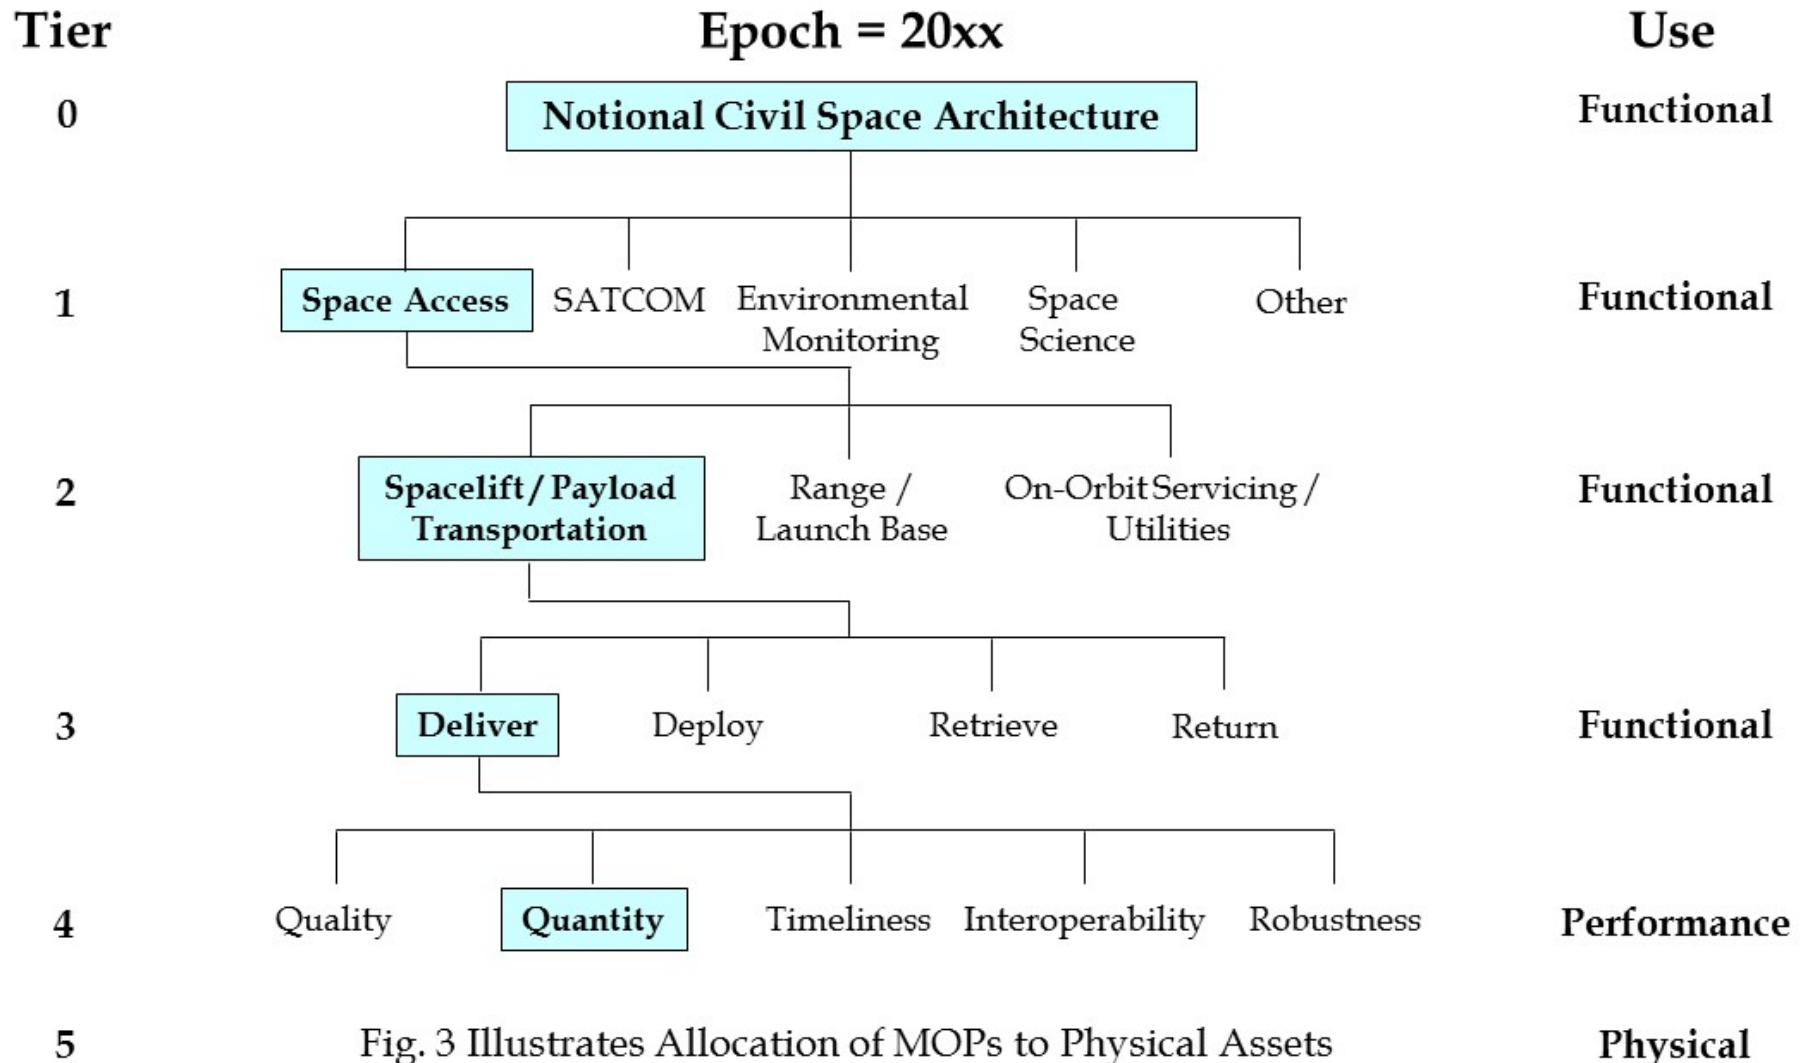 Tier Epoch = 20xx Use
0 Notional Civil Space Architecture Functional
1 Space Access SATCOM Environmental Monitoring Space Science Other Functional
2 Spacelift / Payload Transportation Range / Launch Base On-Orbit Servicing / Utilities Functional
3 Deliver Deploy Retrieve Return Functional
4 Quality Quantity Timeliness Interoperability Robustness Performance
5 Fig. 3 Illustrates Allocation of MOPs to Physical Assets Physical